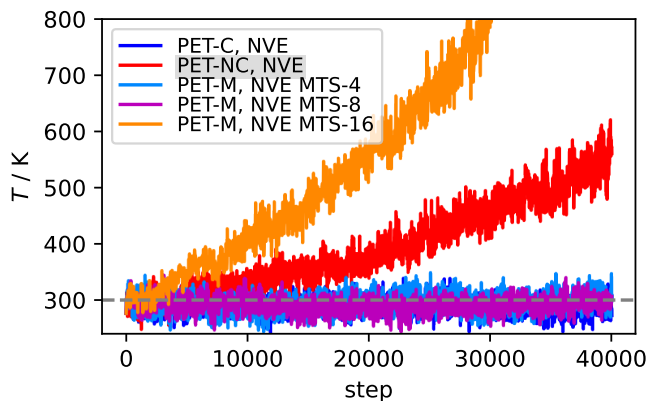 800
700
600
500
400
300
T / K
PET-C, NVE
PET-NC, NVE
PET-M, NVE MTS-4
PET-M, NVE MTS-8
PET-M, NVE MTS-16
0 10000 20000 30000 40000
step